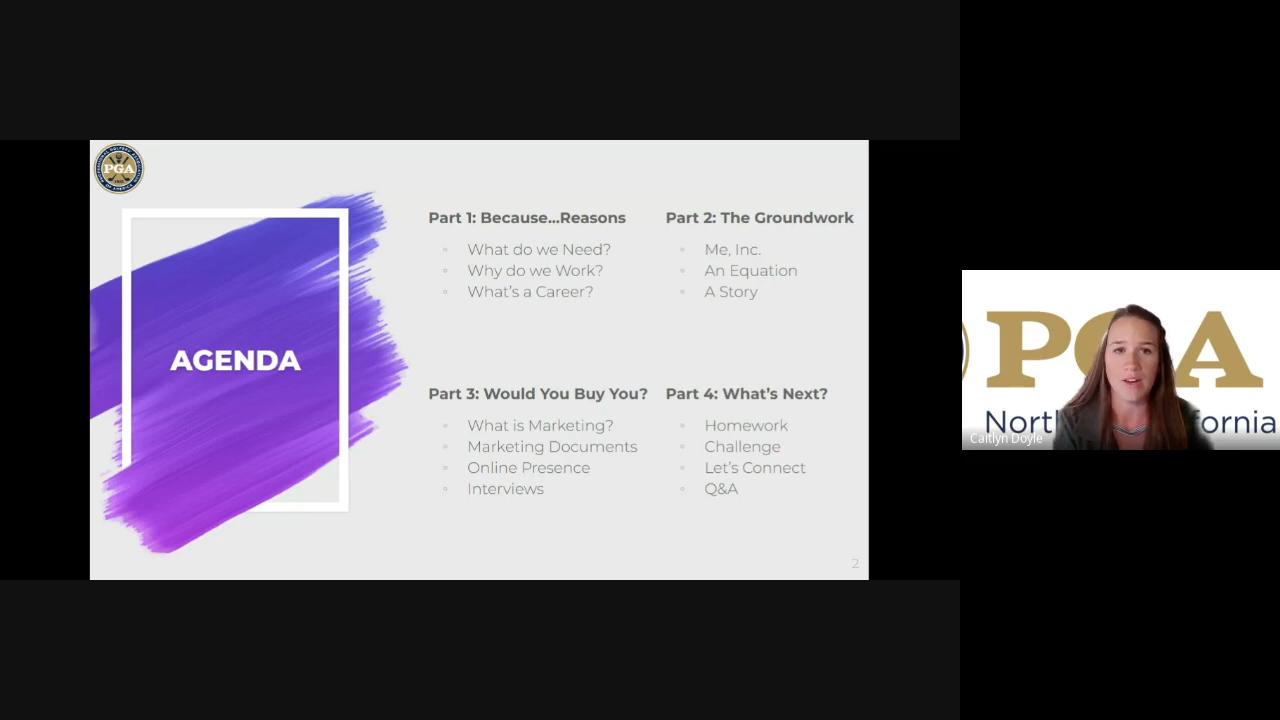 PGA
AGENDA
Part 1: Because...Reasons
What do we Need?
Why do we Work?
What's a Career?
Part 2: The Groundwork
Me, Inc.
An Equation
A Story
Part 3: Would You Buy You?
What is Marketing?
Marketing Documents
Online Presence
Interviews
Part 4: What's Next?
Homework
Challenge
Let's Connect
Q&A
2
Caitlyn Doyle